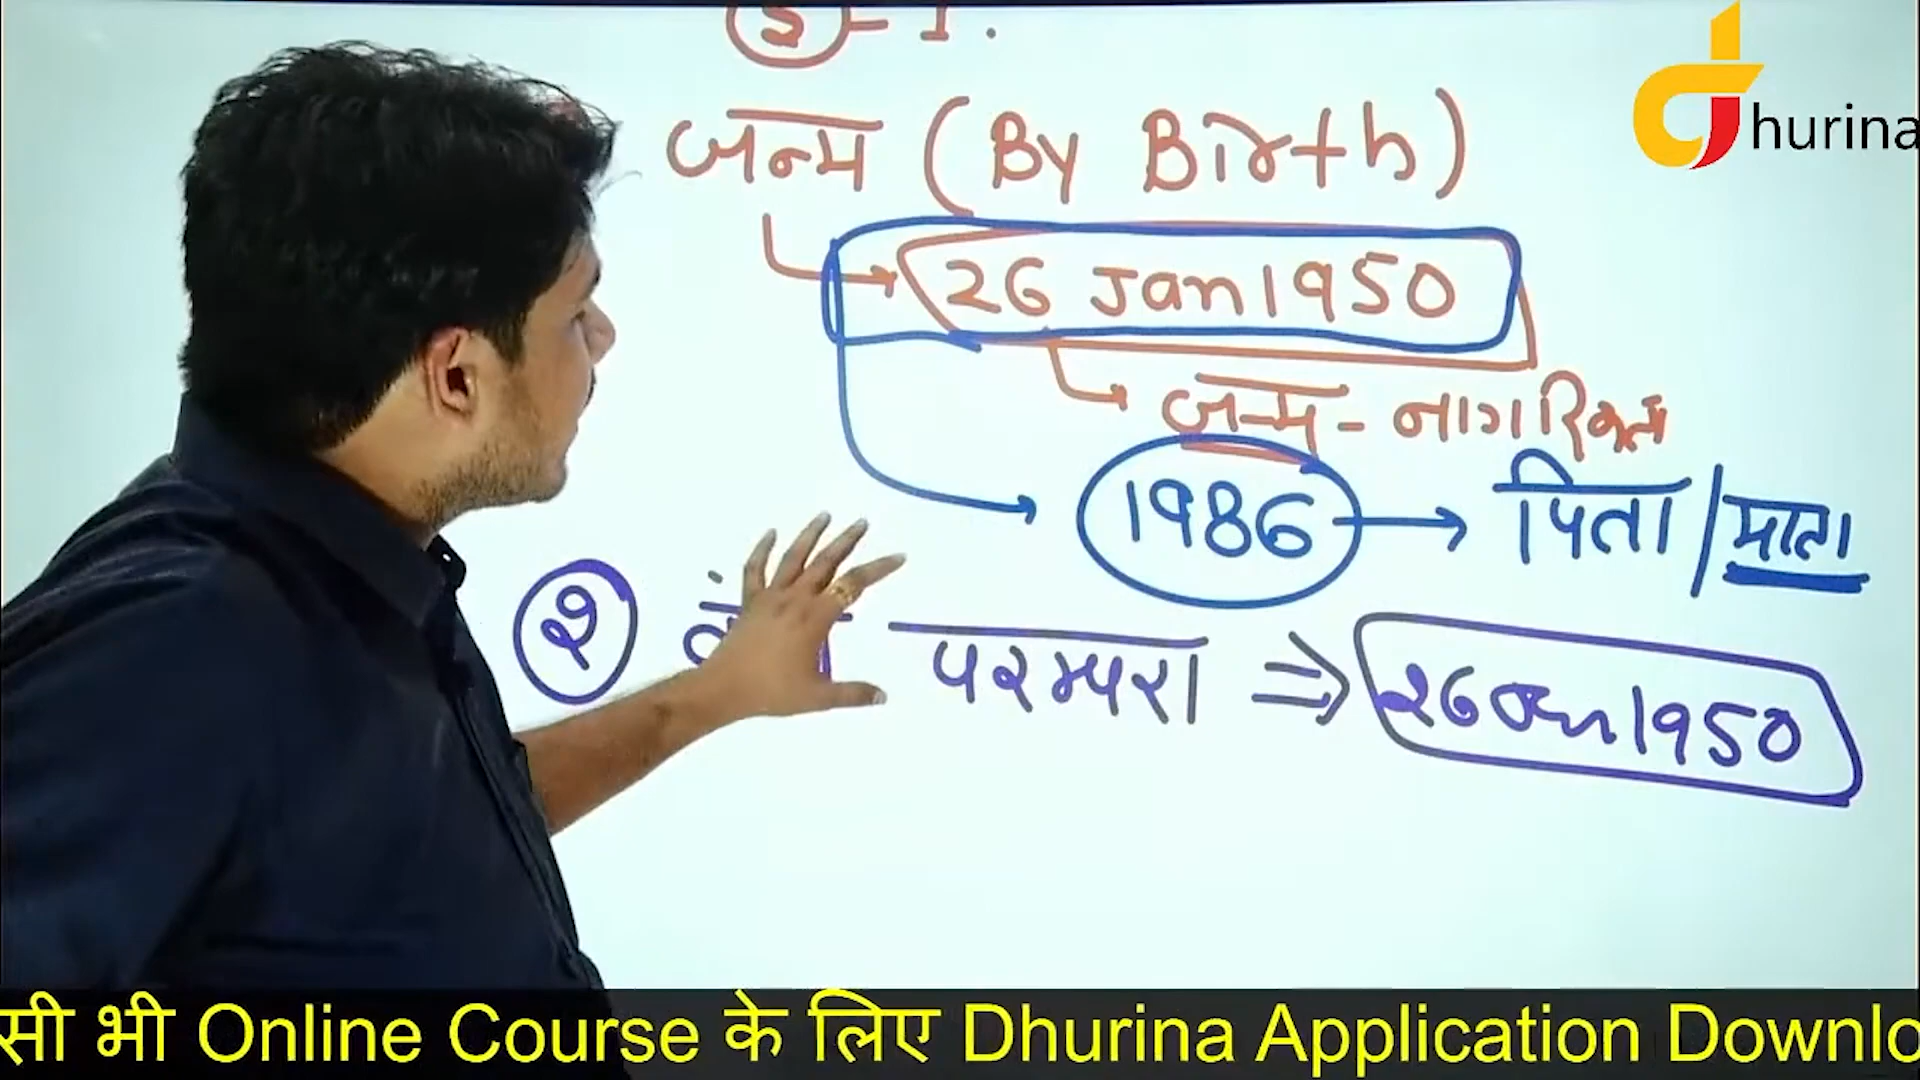 जन्म (By Birth)
26 Jan 1950
जन्म - नागरिकता
1986 → पिता / माता
२ परम्परा ⇒ 26 Jan 1950
dhurina
सी भी Online Course के लिए Dhurina Application Downlo